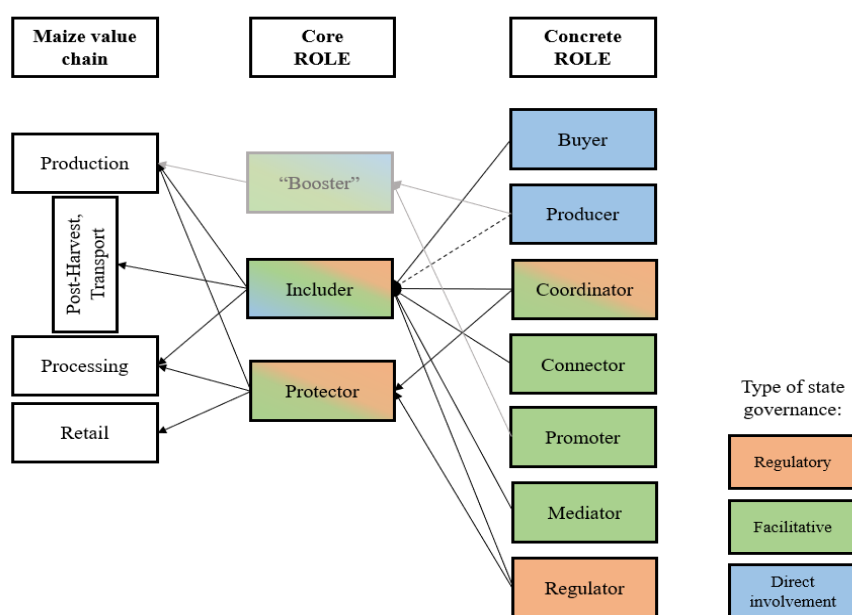 Maize value
chain
Core
ROLE
Concrete
ROLE
Production
Post-Harvest,
Transport
Processing
Retail
“Booster”
Includer
Protector
Buyer
Producer
Coordinator
Connector
Promoter
Mediator
Regulator
Type of state
governance:
Regulatory
Facilitative
Direct
involvement